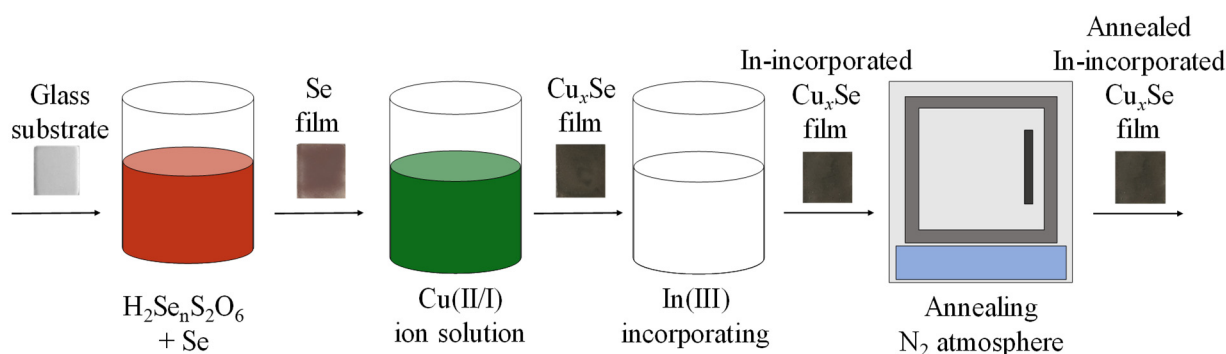 Glass
substrate
H₂SeₙS₂O₆
+ Se
Se
film
Cu(II/I)
ion solution
CuₓSe
film
In(III)
incorporating
In-incorporated
CuₓSe
film
Annealing
N₂ atmosphere
Annealed
In-incorporated
CuₓSe
film